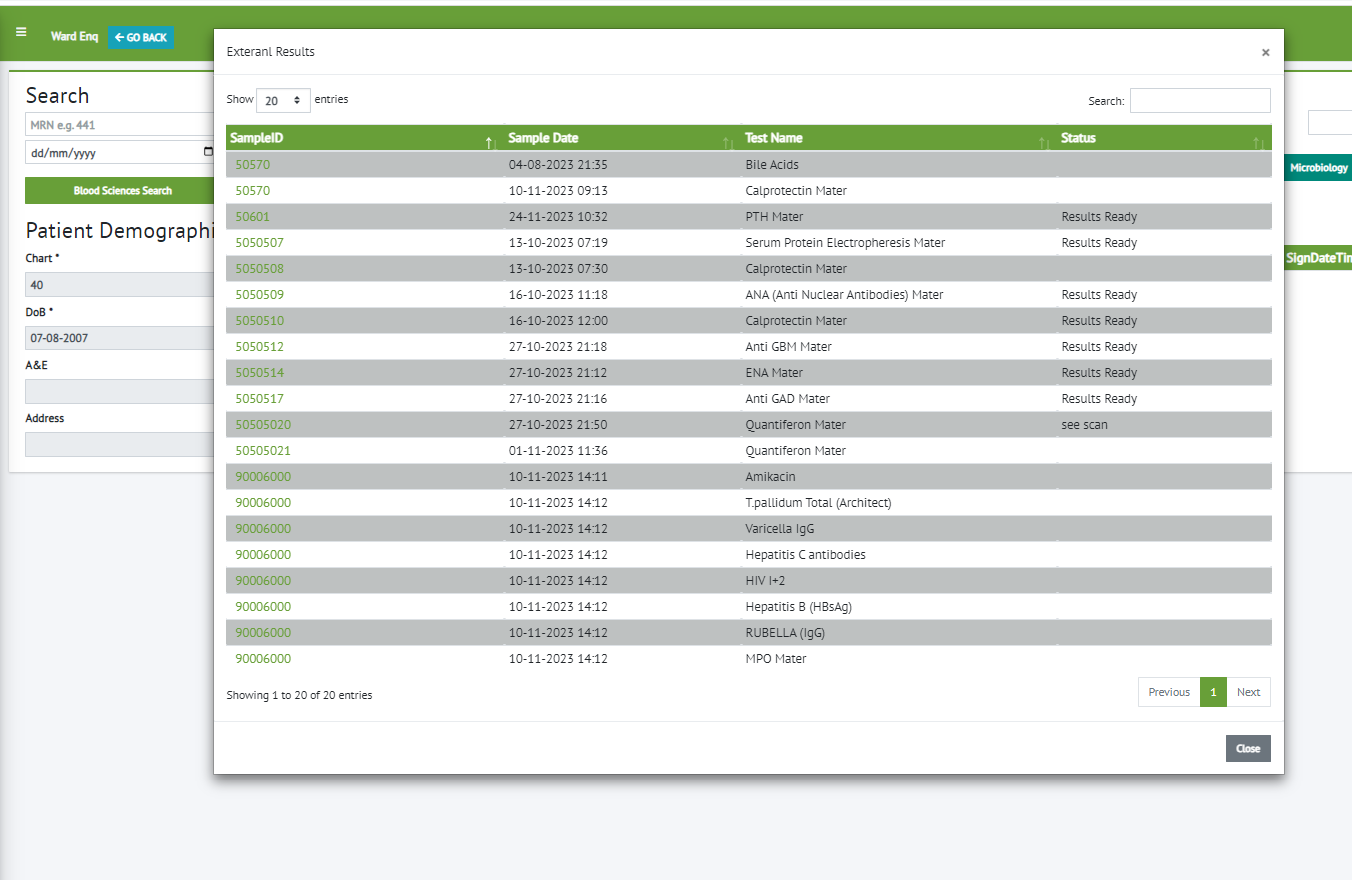 Ward Enq GO BACK
Search
MRN e.g. 441
dd/mm/yyyy
Blood Sciences Search
Patient Demographi
Chart *
40
DoB *
07-08-2007
A&E
Address
Exteranl Results
×
Show 20 entries
Search:
SampleID Sample Date Test Name Status
50570 04-08-2023 21:35 Bile Acids
50570 10-11-2023 09:13 Calprotectin Mater
50601 24-11-2023 10:32 PTH Mater Results Ready
5050507 13-10-2023 07:19 Serum Protein Electropheresis Mater Results Ready
5050508 13-10-2023 07:30 Calprotectin Mater
5050509 16-10-2023 11:18 ANA (Anti Nuclear Antibodies) Mater Results Ready
5050510 16-10-2023 12:00 Calprotectin Mater Results Ready
5050512 27-10-2023 21:18 Anti GBM Mater Results Ready
5050514 27-10-2023 21:12 ENA Mater Results Ready
5050517 27-10-2023 21:16 Anti GAD Mater Results Ready
50505020 27-10-2023 21:50 Quantiferon Mater see scan
50505021 01-11-2023 11:36 Quantiferon Mater
90006000 10-11-2023 14:11 Amikacin
90006000 10-11-2023 14:12 T.pallidum Total (Architect)
90006000 10-11-2023 14:12 Varicella IgG
90006000 10-11-2023 14:12 Hepatitis C antibodies
90006000 10-11-2023 14:12 HIV I+2
90006000 10-11-2023 14:12 Hepatitis B (HBsAg)
90006000 10-11-2023 14:12 RUBELLA (IgG)
90006000 10-11-2023 14:12 MPO Mater
Showing 1 to 20 of 20 entries
Previous 1 Next
Close
Microbiology
SignDateTim